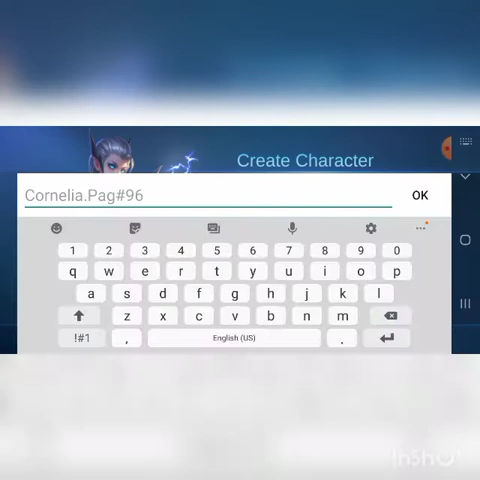 Create Character
Cornelia.Pag#96
OK
1 2 3 4 5 6 7 8 9 0
q w e r t y u i o p
a s d f g h j k l
z x c v b n m
!#1 , English (US) .
InShO